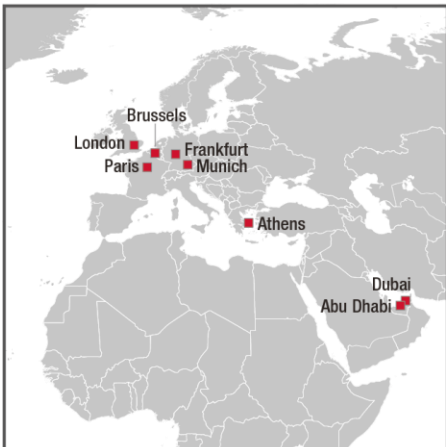 Brussels
London
Frankfurt
Paris
Munich
Athens
Dubai
Abu Dhabi